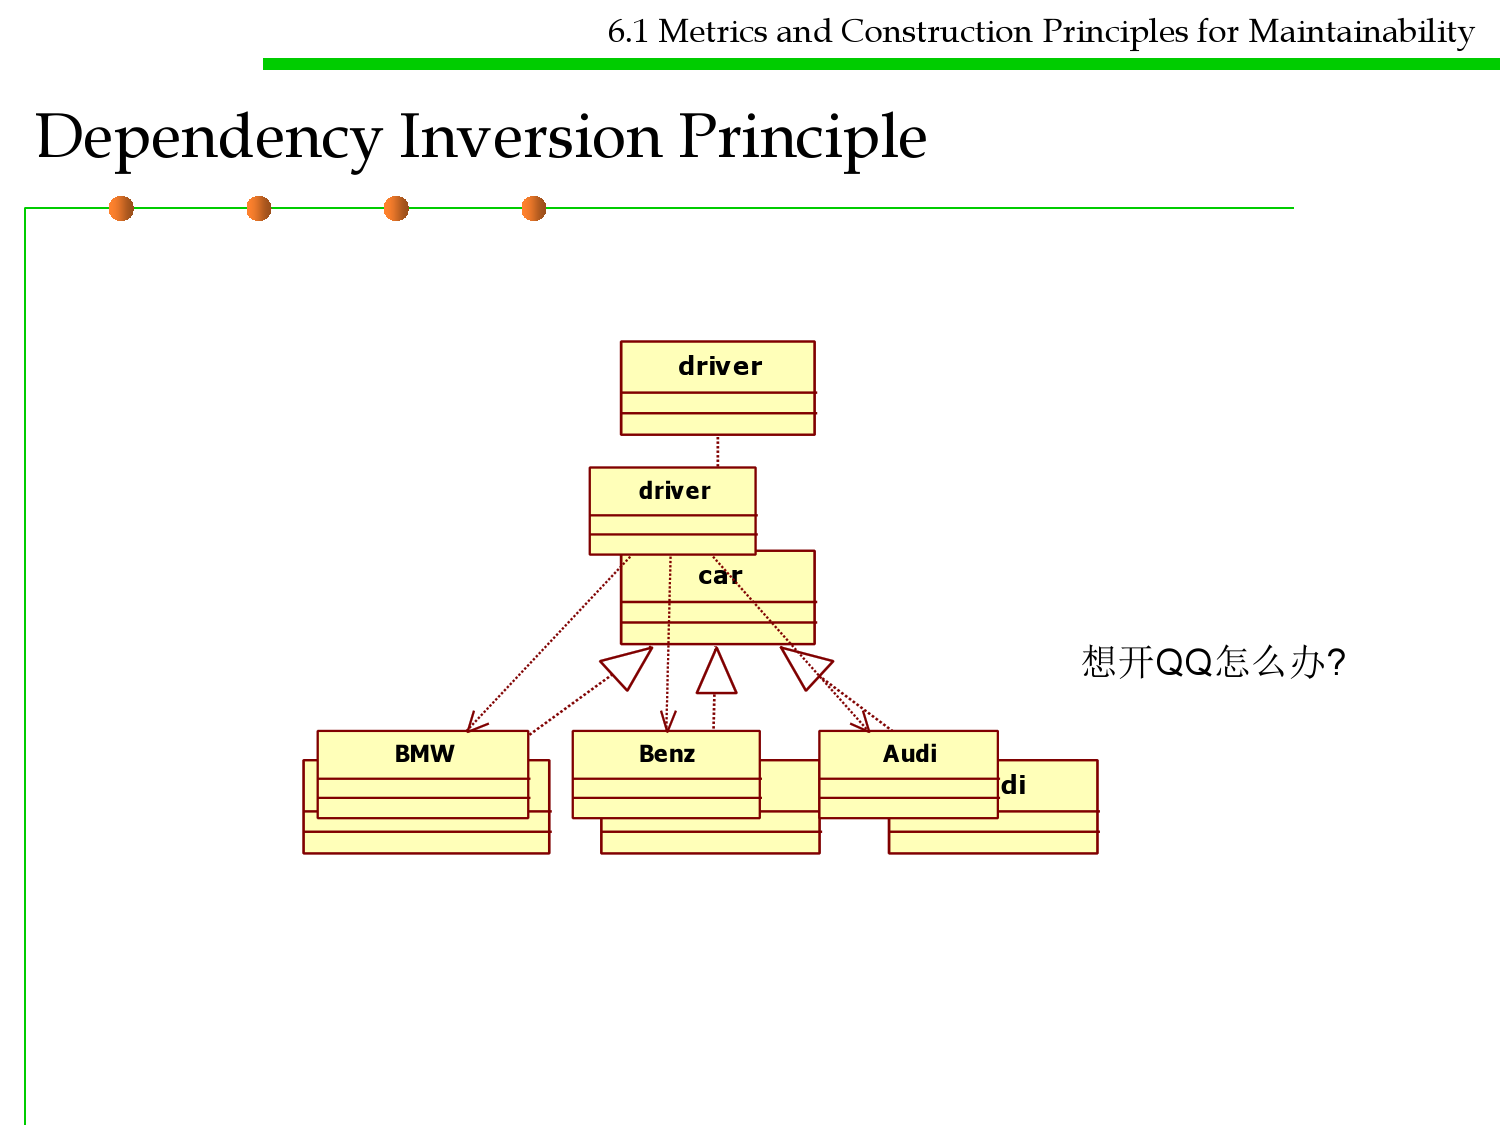 6.1 Metrics and Construction Principles for Maintainability
Dependency Inversion Principle
driver
driver
car
想开QQ怎么办?
BMW
Benz
Audi
di